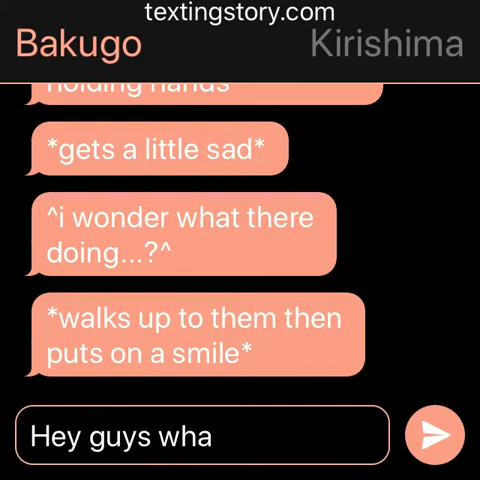 textingstory.com
Bakugo
Kirishima
holding hands
*gets a little sad*
^i wonder what there
doing...?^
*walks up to them then
puts on a smile*
Hey guys wha